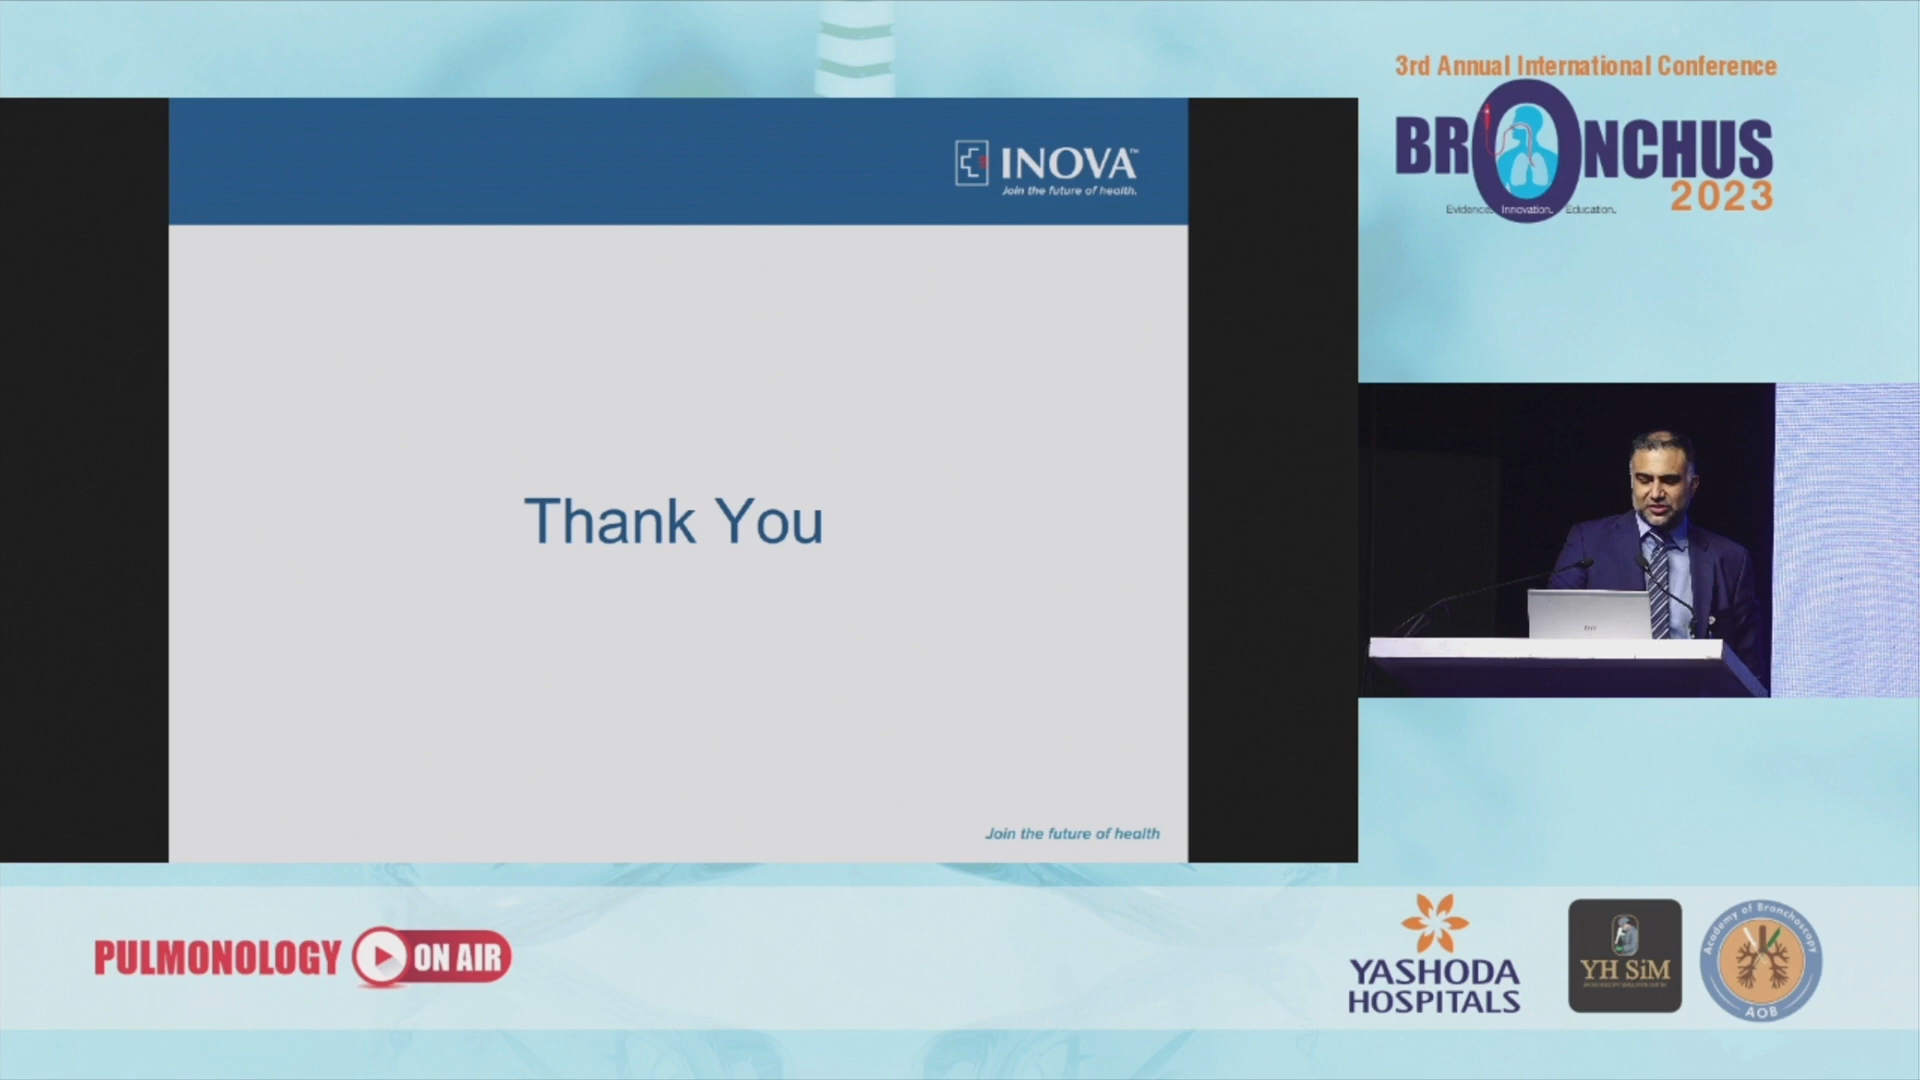 3rd Annual International Conference
BRONCHUS
2023
Evidence. Innovation. Education.
INOVA™
Join the future of health.
Thank You
Join the future of health
PULMONOLOGY ON AIR
YASHODA
HOSPITALS
YH SiM
Academy of Bronchoscopy
AOB